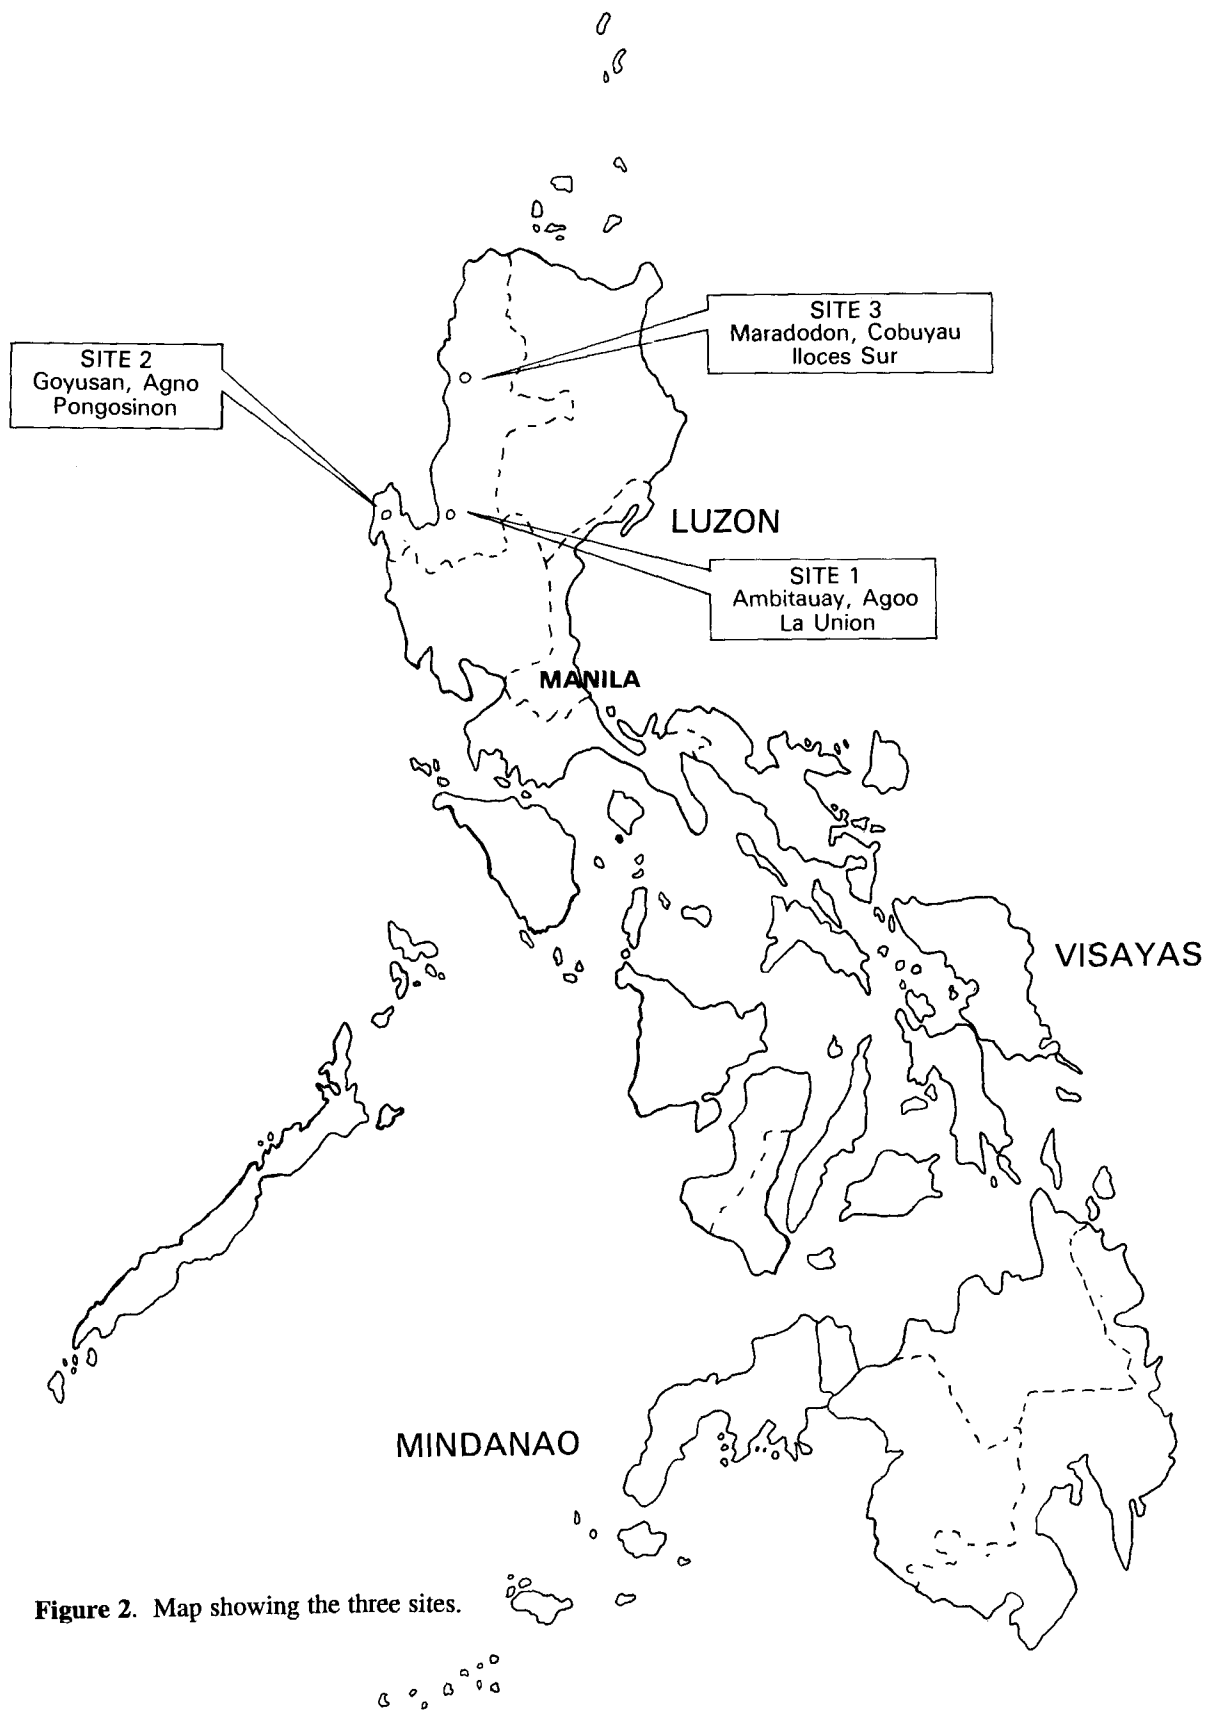 SITE 3
Maradodon, Cobuyau
Iloces Sur
SITE 2
Goyusan, Agno
Pongosinon
LUZON
SITE 1
Ambitauay, Agoo
La Union
MANILA
VISAYAS
MINDANAO
Figure 2. Map showing the three sites.